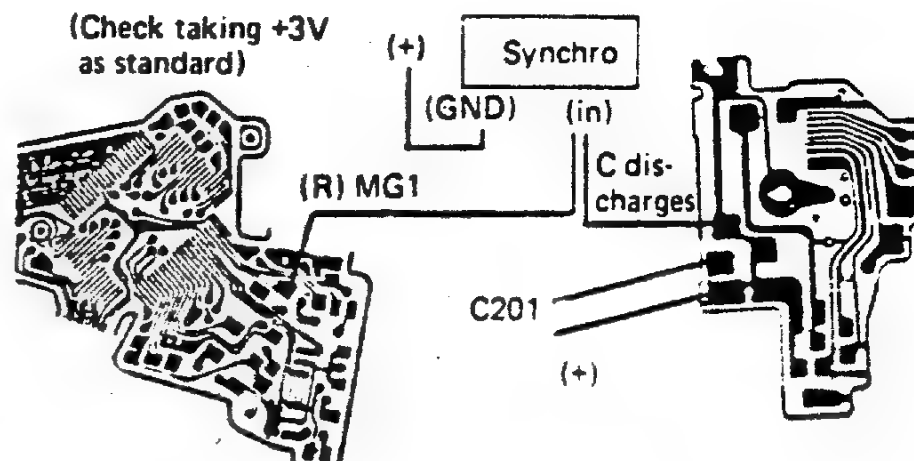 (Check taking +3V
as standard)
(+)
Synchro
(GND)
(in)
(R) MG1
C dis-
charges
C201
(+)